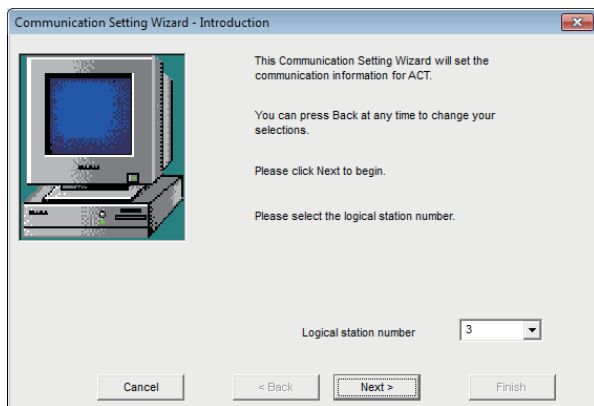 Communication Setting Wizard - Introduction
This Communication Setting Wizard will set the
communication information for ACT.
You can press Back at any time to change your
selections.
Please click Next to begin.
Please select the logical station number.
Logical station number
3
Cancel
< Back
Next >
Finish